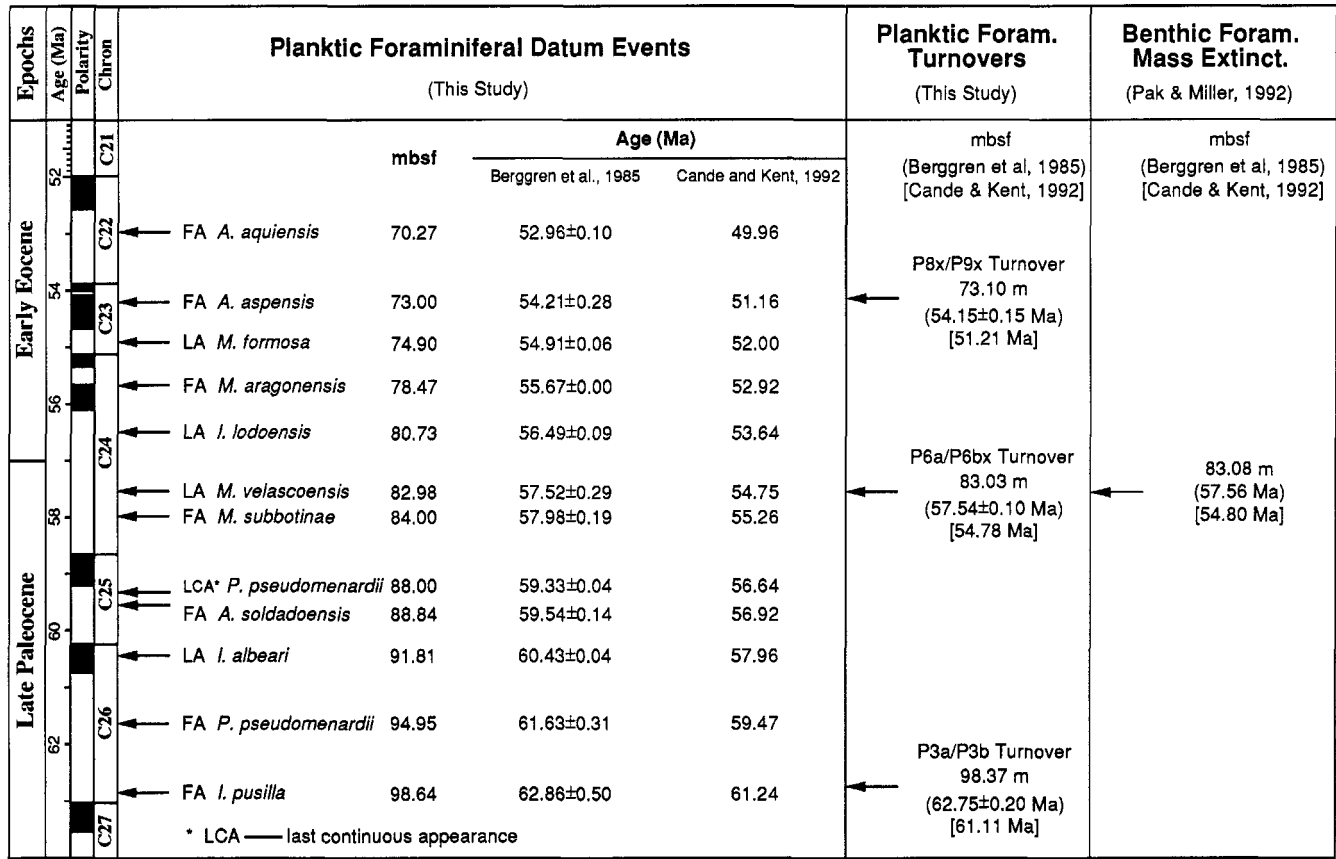 Epochs
Age (Ma)
Polarity
Chron
Planktic Foraminiferal Datum Events
(This Study)
Planktic Foram.
Turnovers
(This Study)
Benthic Foram.
Mass Extinct.
(Pak & Miller, 1992)
mbsf
Age (Ma)
Berggren et al., 1985 Cande and Kent, 1992
mbsf
(Berggren et al, 1985)
[Cande & Kent, 1992]
mbsf
(Berggren et al, 1985)
[Cande & Kent, 1992]
Early Eocene
Late Paleocene
52
54
56
58
60
62
C21
C22
C23
C24
C25
C26
C27
FA A. aquiensis 70.27 52.96±0.10 49.96
FA A. aspensis 73.00 54.21±0.28 51.16
LA M. formosa 74.90 54.91±0.06 52.00
FA M. aragonensis 78.47 55.67±0.00 52.92
LA I. lodoensis 80.73 56.49±0.09 53.64
LA M. velascoensis 82.98 57.52±0.29 54.75
FA M. subbotinae 84.00 57.98±0.19 55.26
LCA* P. pseudomenardii 88.00 59.33±0.04 56.64
FA A. soldadoensis 88.84 59.54±0.14 56.92
LA I. albeari 91.81 60.43±0.04 57.96
FA P. pseudomenardii 94.95 61.63±0.31 59.47
FA I. pusilla 98.64 62.86±0.50 61.24
* LCA — last continuous appearance
P8x/P9x Turnover
73.10 m
(54.15±0.15 Ma)
[51.21 Ma]
P6a/P6bx Turnover
83.03 m
(57.54±0.10 Ma)
[54.78 Ma]
P3a/P3b Turnover
98.37 m
(62.75±0.20 Ma)
[61.11 Ma]
83.08 m
(57.56 Ma)
[54.80 Ma]